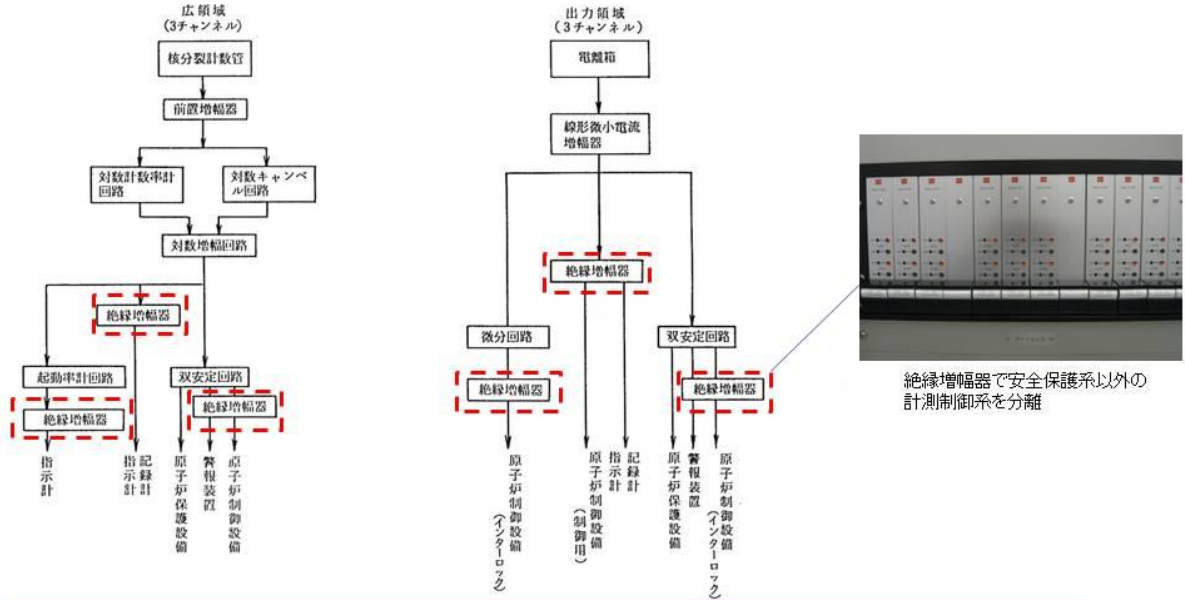 広領域
(3チャンネル)
核分裂計数管
前置増幅器
対数計数率計
回路
対数キャンベ
ル回路
対数増幅回路
絶縁増幅器
起動率計回路
絶縁増幅器
双安定回路
絶縁増幅器
指示計
指示計
記録計
原子炉保護設備
警報装置
原子炉制御設備
出力領域
(3チャンネル)
電離箱
線形微小電流
増幅器
絶縁増幅器
微分回路
絶縁増幅器
双安定回路
絶縁増幅器
原子炉制御設備
(インターロック)
原子炉制御設備
(制御用)
指示計
記録計
原子炉保護設備
警報装置
原子炉制御設備
(インターロック)
絶縁増幅器で安全保護系以外の
計測制御系を分離